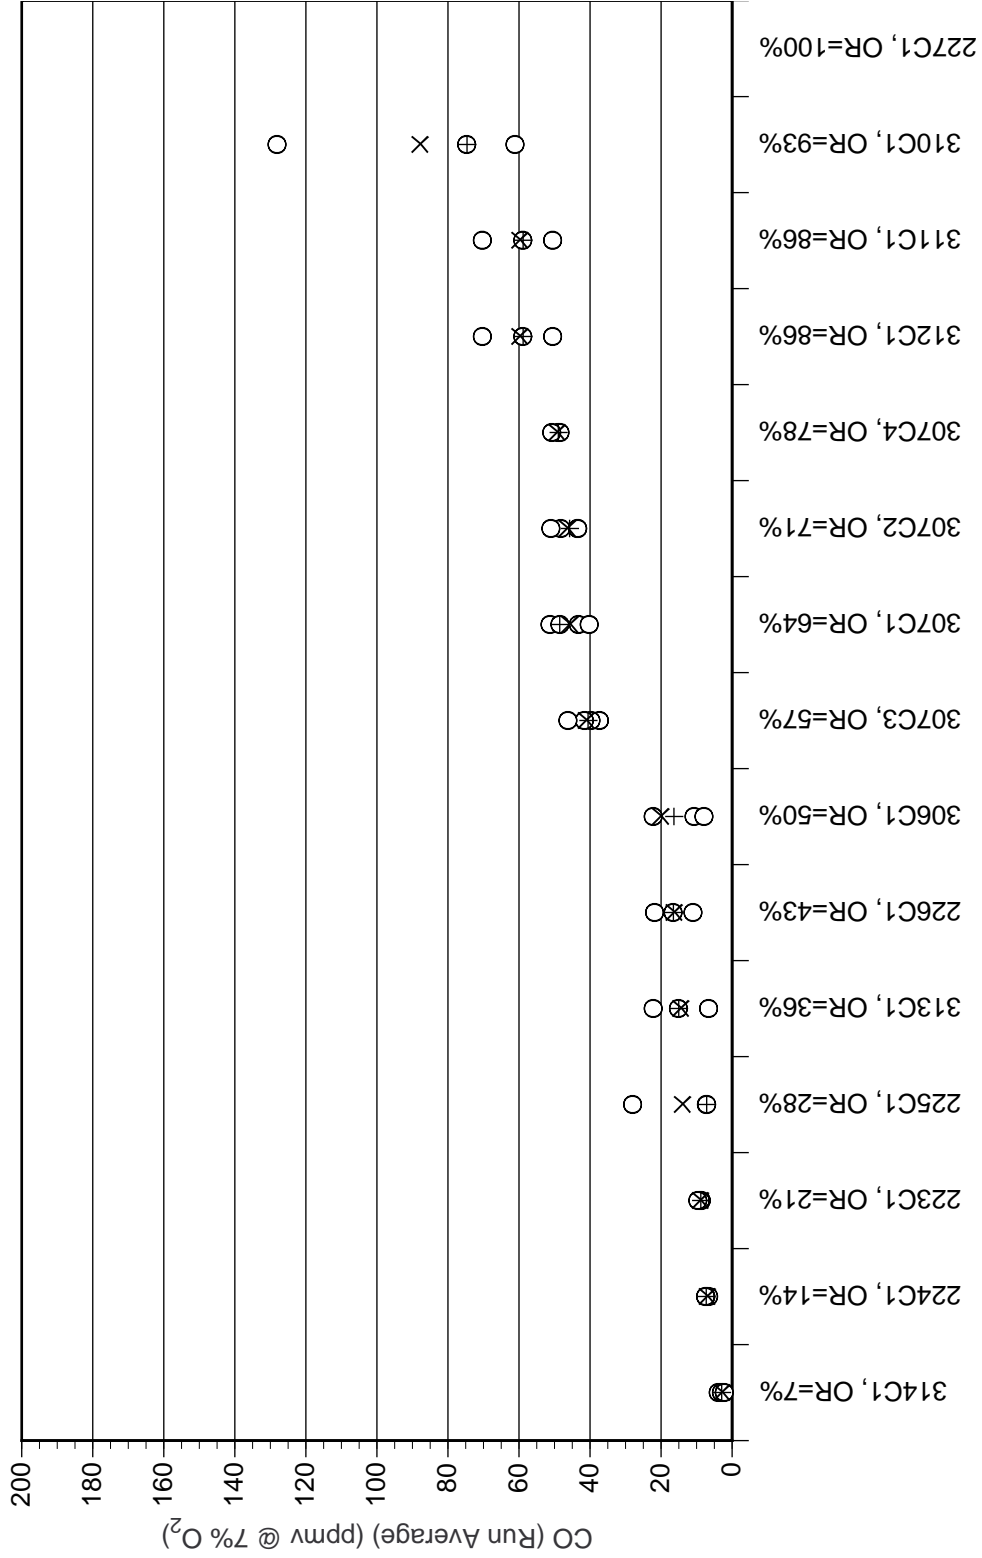 CO (Run Average) (ppmv @ 7% O2)
200
180
160
140
120
100
80
60
40
20
0
314C1, OR=7%
224C1, OR=14%
223C1, OR=21%
225C1, OR=28%
313C1, OR=36%
226C1, OR=43%
306C1, OR=50%
307C3, OR=57%
307C1, OR=64%
307C2, OR=71%
307C4, OR=78%
312C1, OR=86%
311C1, OR=86%
310C1, OR=93%
227C1, OR=100%